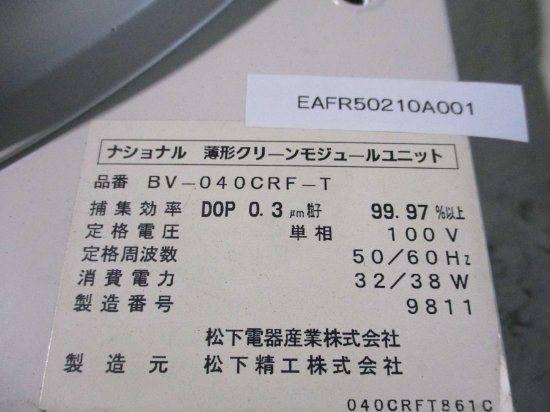 EAFR50210A001
ナショナル 薄形クリーンモジュールユニット
品番 BV-040CRF-T
捕集効率 DOP 0.3μm粒子 99.97%以上
定格電圧 単相 100V
定格周波数 50/60Hz
消費電力 32/38W
製造番号 9811
松下電器産業株式会社
製造元 松下精工株式会社
040CRFT861C